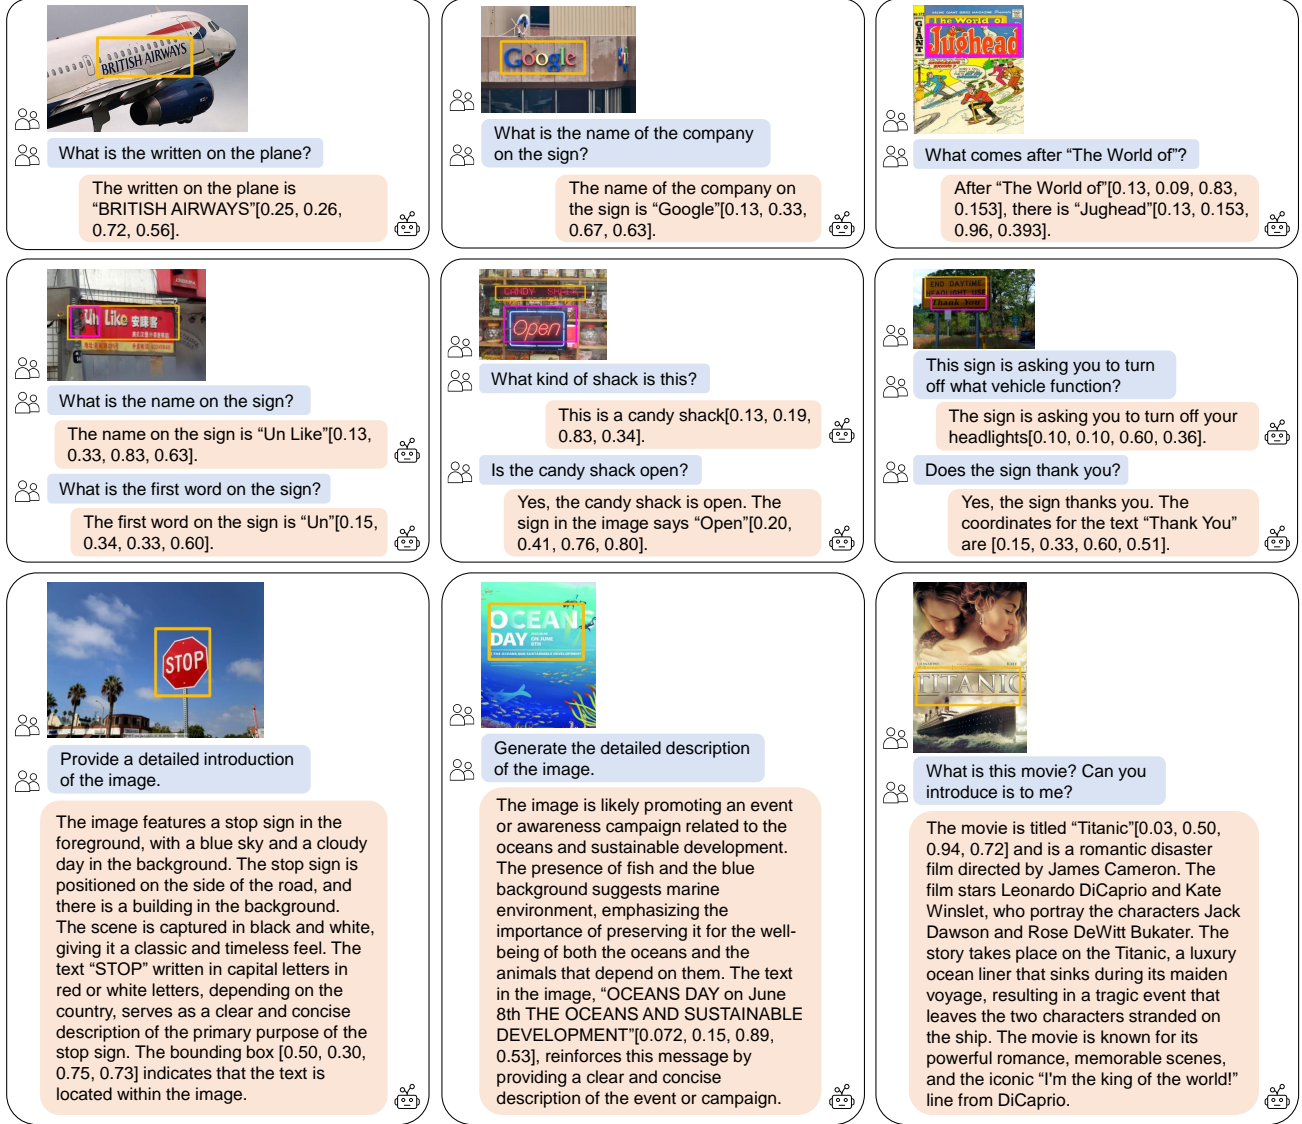 BRITISH AIRWAYS
What is the written on the plane?
The written on the plane is
“BRITISH AIRWAYS”[0.25, 0.26,
0.72, 0.56].
Google
What is the name of the company
on the sign?
The name of the company on
the sign is “Google”[0.13, 0.33,
0.67, 0.63].
GIANT
The World of
Jughead
What comes after “The World of”?
After “The World of”[0.13, 0.09, 0.83,
0.153], there is “Jughead”[0.13, 0.153,
0.96, 0.393].
Un Like 安律客
What is the name on the sign?
The name on the sign is “Un Like”[0.13,
0.33, 0.83, 0.63].
What is the first word on the sign?
The first word on the sign is “Un”[0.15,
0.34, 0.33, 0.60].
CANDY SHACK
Open
What kind of shack is this?
This is a candy shack[0.13, 0.19,
0.83, 0.34].
Is the candy shack open?
Yes, the candy shack is open. The
sign in the image says “Open”[0.20,
0.41, 0.76, 0.80].
END DAYTIME
HEADLIGHT USE
Thank You
This sign is asking you to turn
off what vehicle function?
The sign is asking you to turn off your
headlights[0.10, 0.10, 0.60, 0.36].
Does the sign thank you?
Yes, the sign thanks you. The
coordinates for the text “Thank You”
are [0.15, 0.33, 0.60, 0.51].
STOP
Provide a detailed introduction
of the image.
The image features a stop sign in the
foreground, with a blue sky and a cloudy
day in the background. The stop sign is
positioned on the side of the road, and
there is a building in the background.
The scene is captured in black and white,
giving it a classic and timeless feel. The
text “STOP” written in capital letters in
red or white letters, depending on the
country, serves as a clear and concise
description of the primary purpose of the
stop sign. The bounding box [0.50, 0.30,
0.75, 0.73] indicates that the text is
located within the image.
OCEANS
DAY
ON JUNE
8TH
THE OCEANS AND SUSTAINABLE DEVELOPMENT
Generate the detailed description
of the image.
The image is likely promoting an event
or awareness campaign related to the
oceans and sustainable development.
The presence of fish and the blue
background suggests marine
environment, emphasizing the
importance of preserving it for the well-
being of both the oceans and the
animals that depend on them. The text
in the image, “OCEANS DAY on June
8th THE OCEANS AND SUSTAINABLE
DEVELOPMENT”[0.072, 0.15, 0.89,
0.53], reinforces this message by
providing a clear and concise
description of the event or campaign.
TITANIC
What is this movie? Can you
introduce is to me?
The movie is titled “Titanic”[0.03, 0.50,
0.94, 0.72] and is a romantic disaster
film directed by James Cameron. The
film stars Leonardo DiCaprio and Kate
Winslet, who portray the characters Jack
Dawson and Rose DeWitt Bukater. The
story takes place on the Titanic, a luxury
ocean liner that sinks during its maiden
voyage, resulting in a tragic event that
leaves the two characters stranded on
the ship. The movie is known for its
powerful romance, memorable scenes,
and the iconic “I'm the king of the world!”
line from DiCaprio.